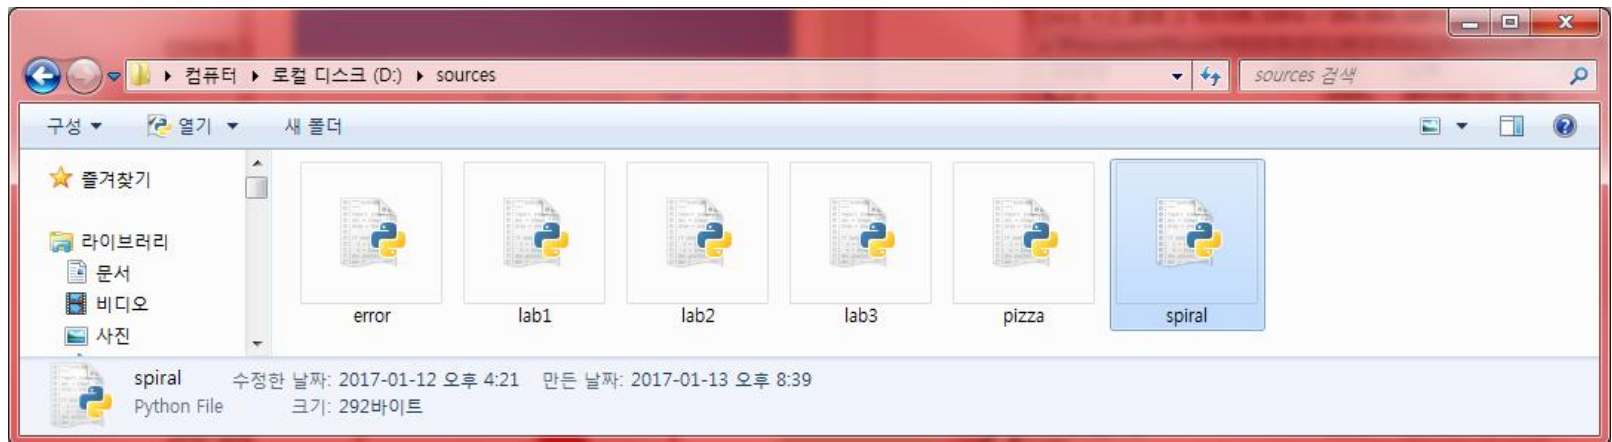 컴퓨터 로컬 디스크 (D:) sources sources 검색
구성 열기 새 폴더
즐겨찾기
라이브러리
문서
비디오
사진
error lab1 lab2 lab3 pizza spiral
spiral 수정한 날짜: 2017-01-12 오후 4:21 만든 날짜: 2017-01-13 오후 8:39
Python File 크기: 292바이트